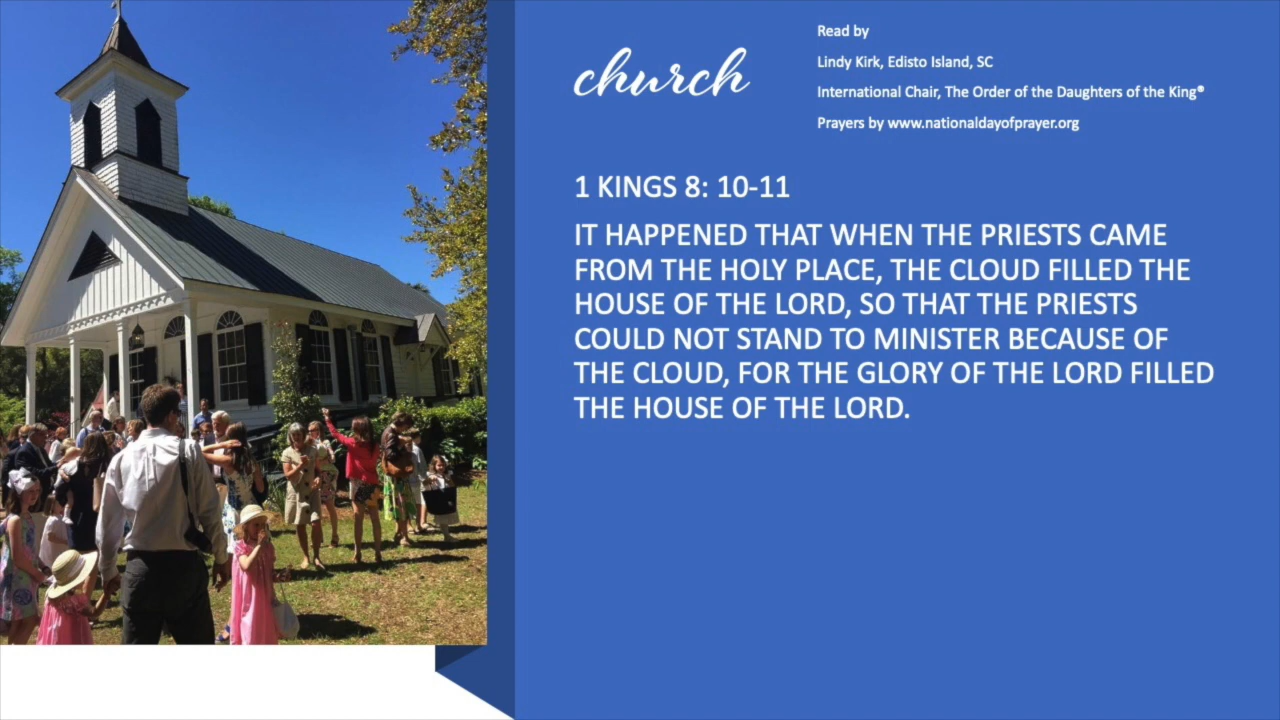 church
Read by
Lindy Kirk, Edisto Island, SC
International Chair, The Order of the Daughters of the King®
Prayers by www.nationaldayofprayer.org
1 KINGS 8: 10-11
IT HAPPENED THAT WHEN THE PRIESTS CAME
FROM THE HOLY PLACE, THE CLOUD FILLED THE
HOUSE OF THE LORD, SO THAT THE PRIESTS
COULD NOT STAND TO MINISTER BECAUSE OF
THE CLOUD, FOR THE GLORY OF THE LORD FILLED
THE HOUSE OF THE LORD.